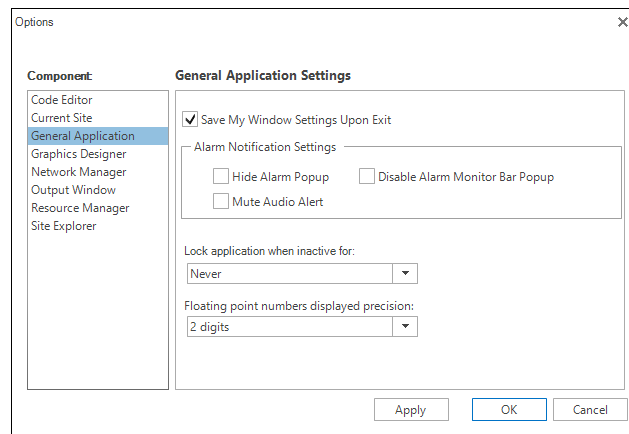 Options
Component:
General Application Settings
Code Editor
Current Site
General Application
Graphics Designer
Network Manager
Output Window
Resource Manager
Site Explorer
Save My Window Settings Upon Exit
Alarm Notification Settings
Hide Alarm Popup
Disable Alarm Monitor Bar Popup
Mute Audio Alert
Lock application when inactive for:
Never
Floating point numbers displayed precision:
2 digits
Apply
OK
Cancel